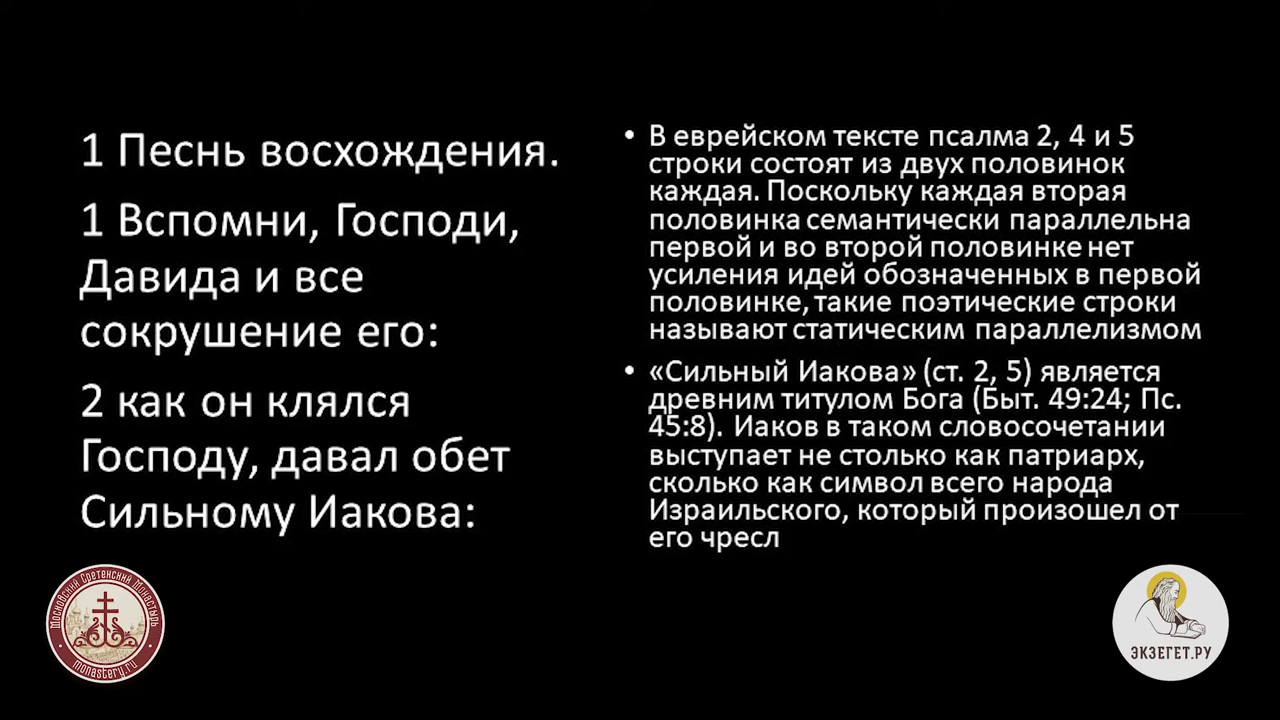 1 Песнь восхождения.
1 Вспомни, Господи,
Давида и все
сокрушение его:
2 как он клялся
Господу, давал обет
Сильному Иакова:
• В еврейском тексте псалма 2, 4 и 5
строки состоят из двух половинок
каждая. Поскольку каждая вторая
половинка семантически параллельна
первой и во второй половинке нет
усиления идей обозначенных в первой
половинке, такие поэтические строки
называют статическим параллелизмом
• «Сильный Иакова» (ст. 2, 5) является
древним титулом Бога (Быт. 49:24; Пс.
45:8). Иаков в таком словосочетании
выступает не столько как патриарх,
сколько как символ всего народа
Израильского, который произошел от
его чресл
Московский Сретенский Монастырь
monastery.ru
ЭКЗЕГЕТ.РУ